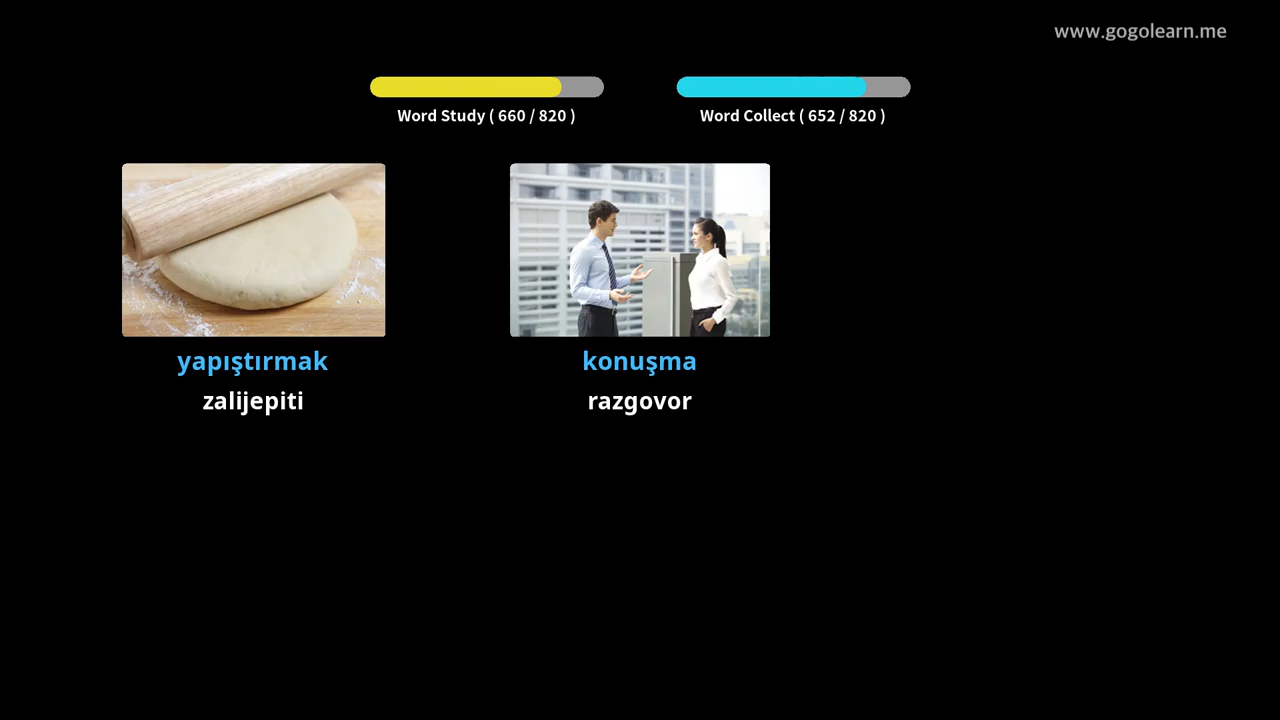 www.gogolearn.me
Word Study ( 660 / 820 )
Word Collect ( 652 / 820 )
yapıştırmak
zalijepiti
konuşma
razgovor